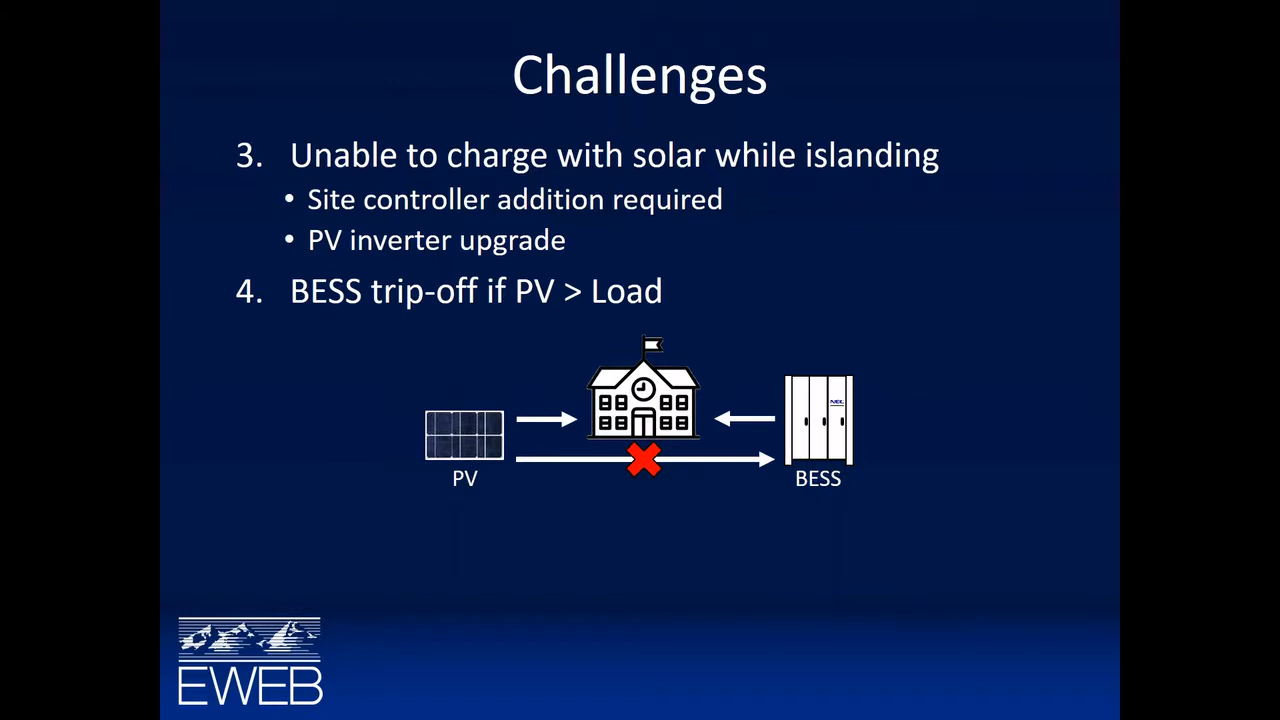 Challenges
3. Unable to charge with solar while islanding
• Site controller addition required
• PV inverter upgrade
4. BESS trip-off if PV > Load
NEC
PV
BESS
EWEB